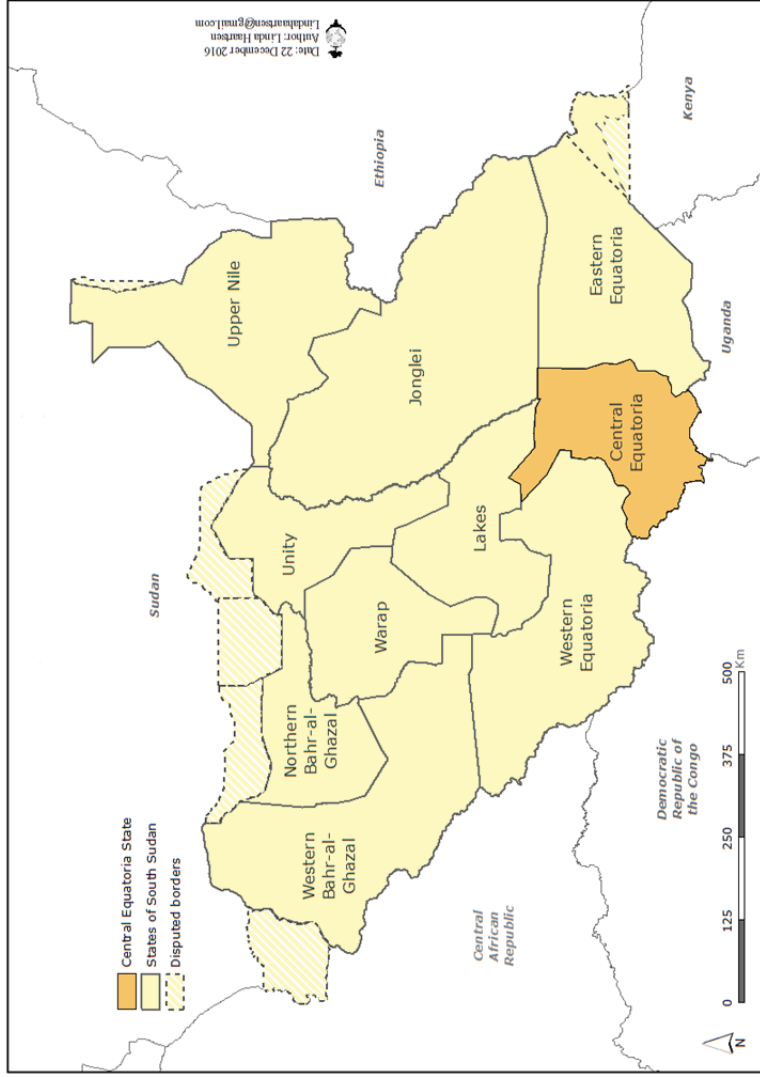 Central Equatoria State
States of South Sudan
Disputed borders
Date: 22 December 2016
Author: Linda Haartsen
Lindahaartsen@gmail.com
Sudan
Ethiopia
Kenya
Uganda
Democratic
Republic of
the Congo
Central
African
Republic
Upper Nile
Unity
Northern
Bahr-al-
Ghazal
Western
Bahr-al-
Ghazal
Warap
Jonglei
Lakes
Western
Equatoria
Central
Equatoria
Eastern
Equatoria
N
0 125 250 375 500
Km